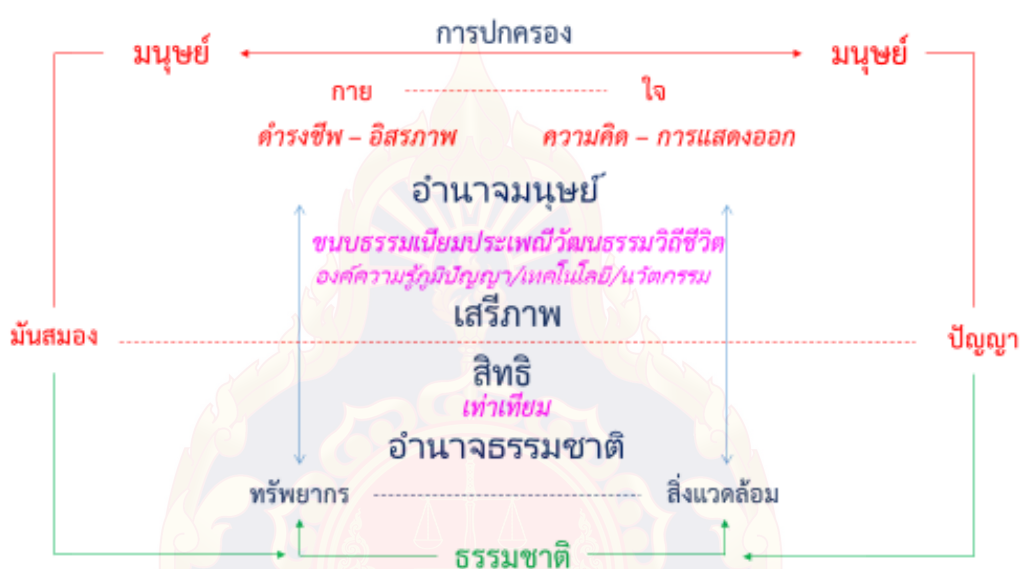 การปกครอง
มนุษย์ มนุษย์
กาย ใจ
ดำรงชีพ – อิสรภาพ ความคิด – การแสดงออก
อำนาจมนุษย์
ขนบธรรมเนียมประเพณีวัฒนธรรมวิถีชีวิต
องค์ความรู้ภูมิปัญญา/เทคโนโลยี/นวัตกรรม
เสรีภาพ
มันสมอง ปัญญา
สิทธิ
เท่าเทียม
อำนาจธรรมชาติ
ทรัพยากร สิ่งแวดล้อม
ธรรมชาติ